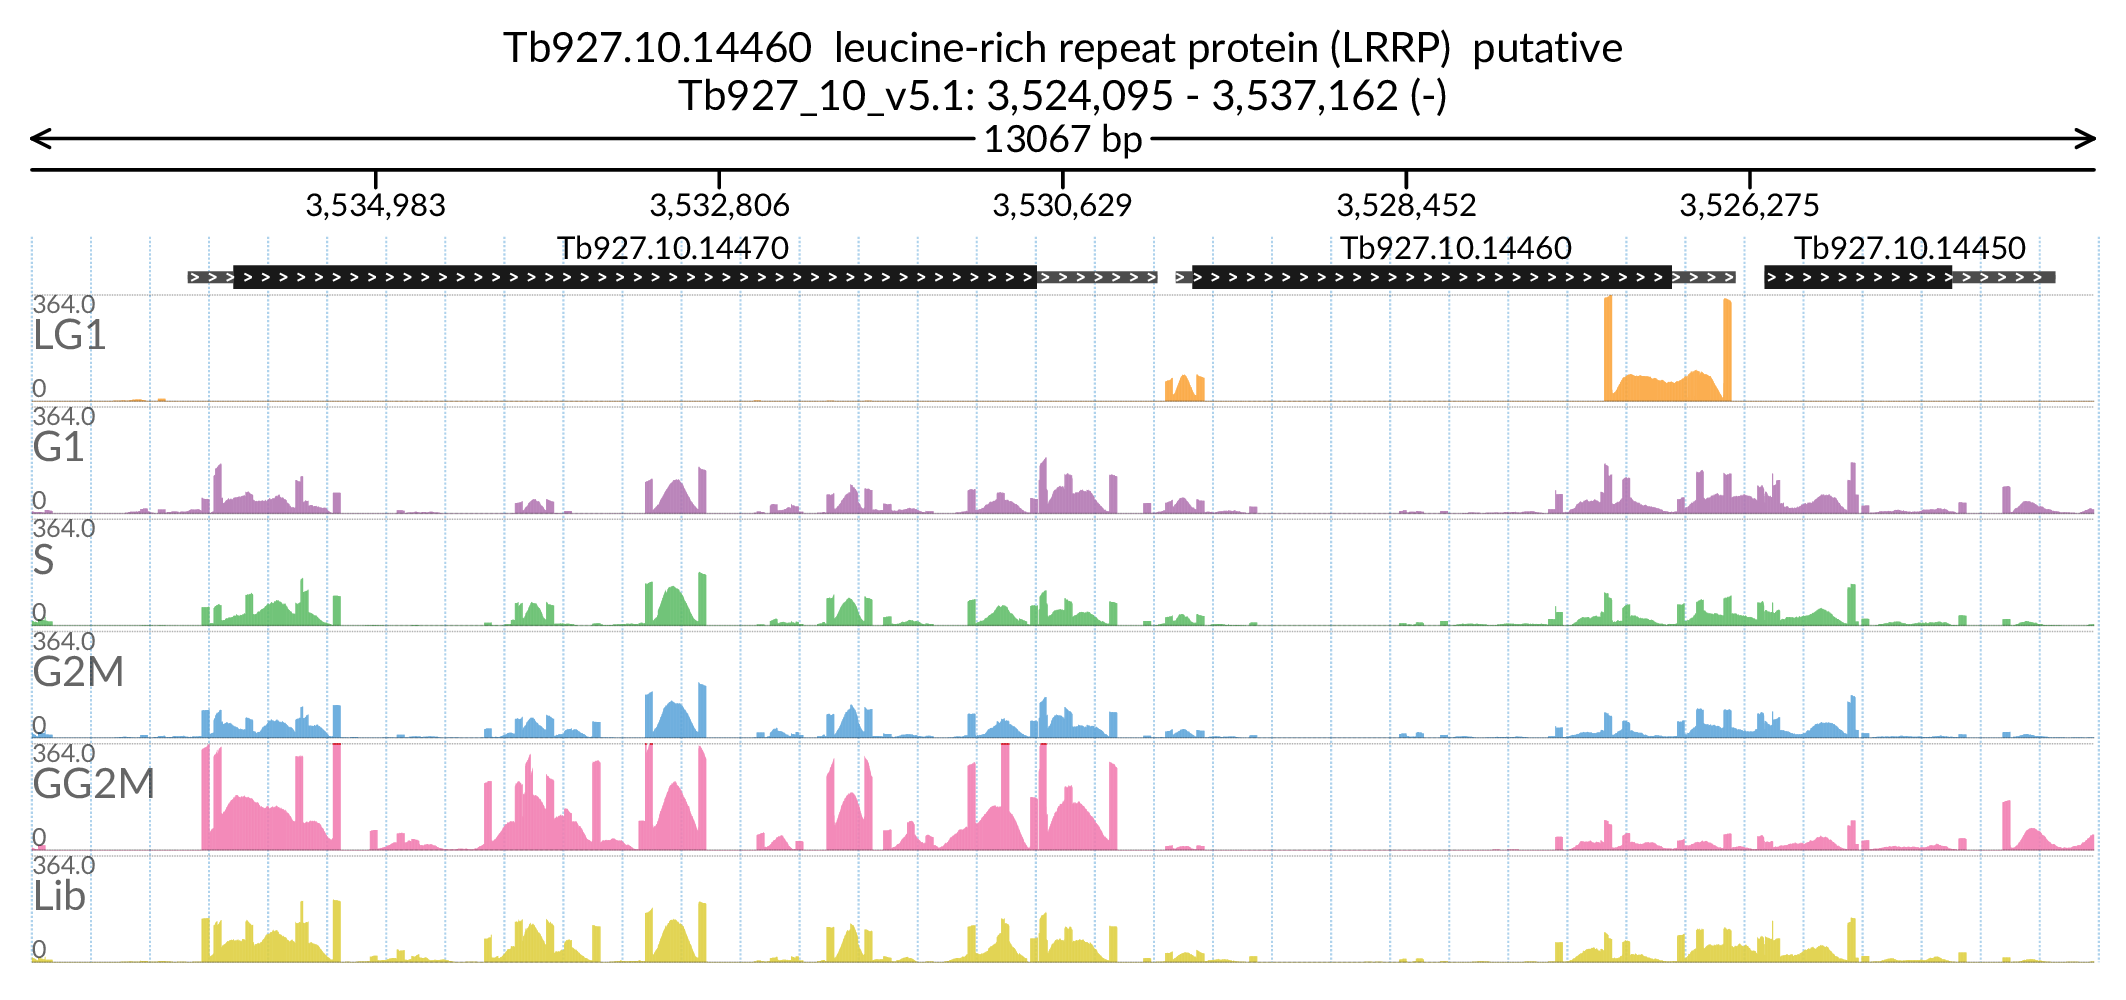 Tb927.10.14460 leucine-rich repeat protein (LRRP) putative
Tb927_10_v5.1: 3,524,095 - 3,537,162 (-)
13067 bp
3,534,983 3,532,806 3,530,629 3,528,452 3,526,275
Tb927.10.14470 Tb927.10.14460 Tb927.10.14450
364.0
LG1
0
364.0
G1
0
364.0
S
0
364.0
G2M
0
364.0
GG2M
0
364.0
Lib
0